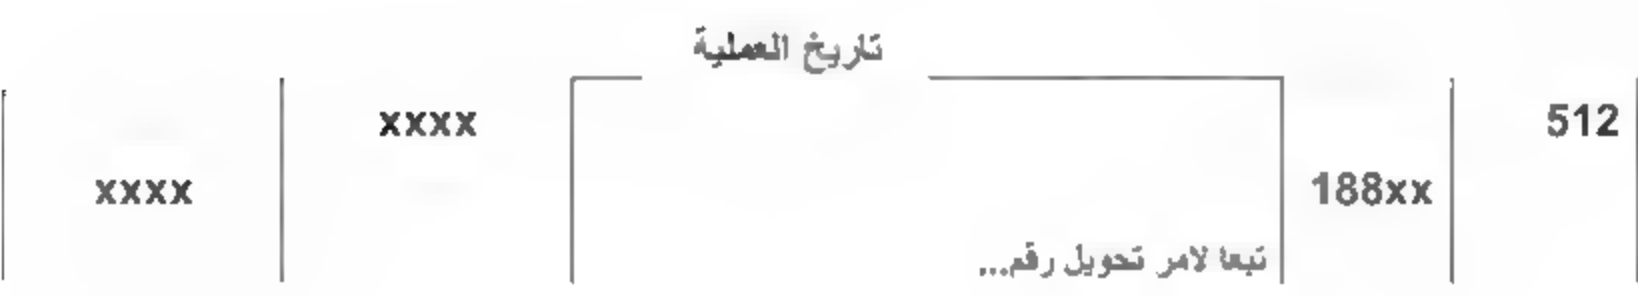 تاريخ العملية
512 xxxx
188xx xxxx
تبعا لامر تحويل رقم...